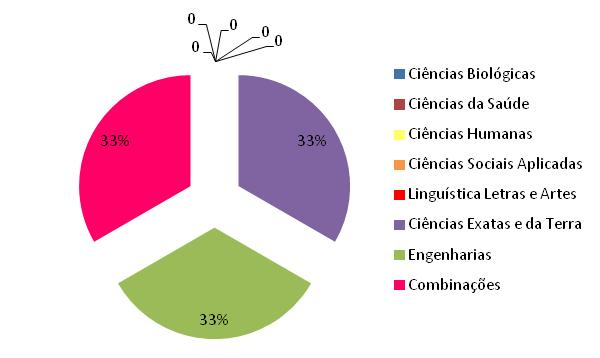 0
0
0
0
0
33%
33%
33%
Ciências Biológicas
Ciências da Saúde
Ciências Humanas
Ciências Sociais Aplicadas
Linguística Letras e Artes
Ciências Exatas e da Terra
Engenharias
Combinações